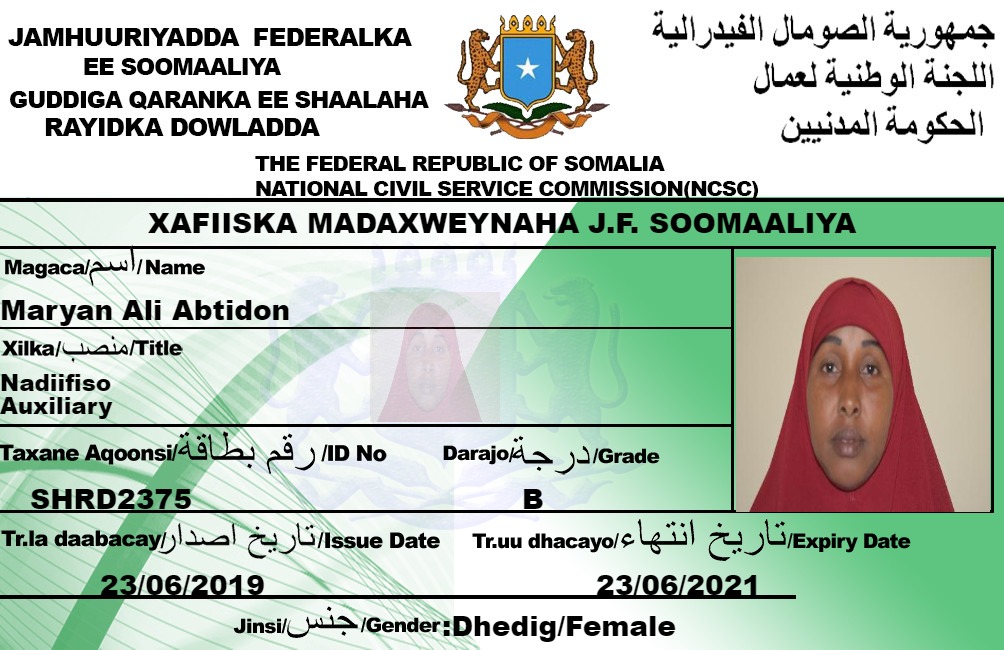 JAMHUURIYADDA FEDERALKA
EE SOOMAALIYA
GUDDIGA QARANKA EE SHAALAHA
RAYIDKA DOWLADDA
جمهورية الصومال الفيدرالية
اللجنة الوطنية لعمال
الحكومة المدنيين
THE FEDERAL REPUBLIC OF SOMALIA
NATIONAL CIVIL SERVICE COMMISSION(NCSC)
XAFIISKA MADAXWEYNAHA J.F. SOOMAALIYA
Magaca/اسم/Name
Maryan Ali Abtidon
Xilka/منصب/Title
Nadiifiso
Auxiliary
Taxane Aqoonsi/رقم بطاقة/ID No
SHRD2375
Darajo/درجة/Grade
B
Tr.la daabacay/تاريخ اصدار/Issue Date
23/06/2019
Tr.uu dhacayo/تاريخ انتهاء/Expiry Date
23/06/2021
Jinsi/جنس/Gender:Dhedig/Female